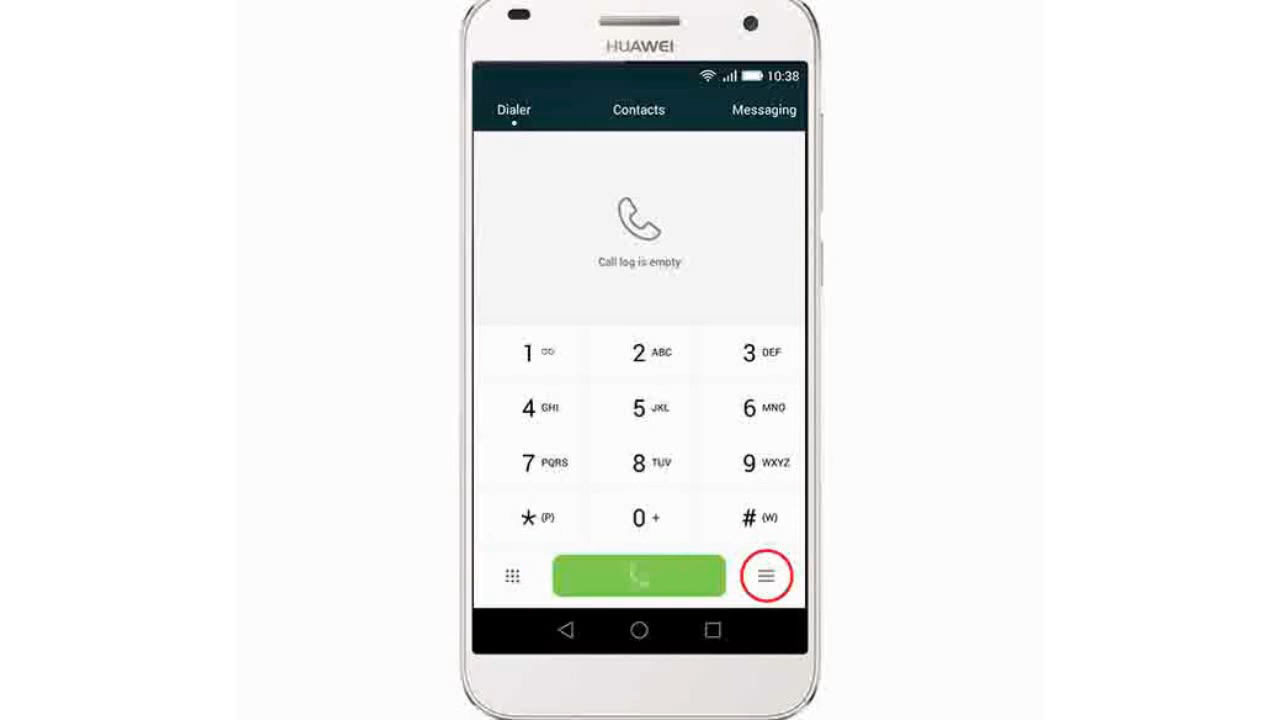 HUAWEI
10:38
Dialer Contacts Messaging
Call log is empty
1 2 ABC 3 DEF
4 GHI 5 JKL 6 MNO
7 PQRS 8 TUV 9 WXYZ
* (P) 0 + # (W)